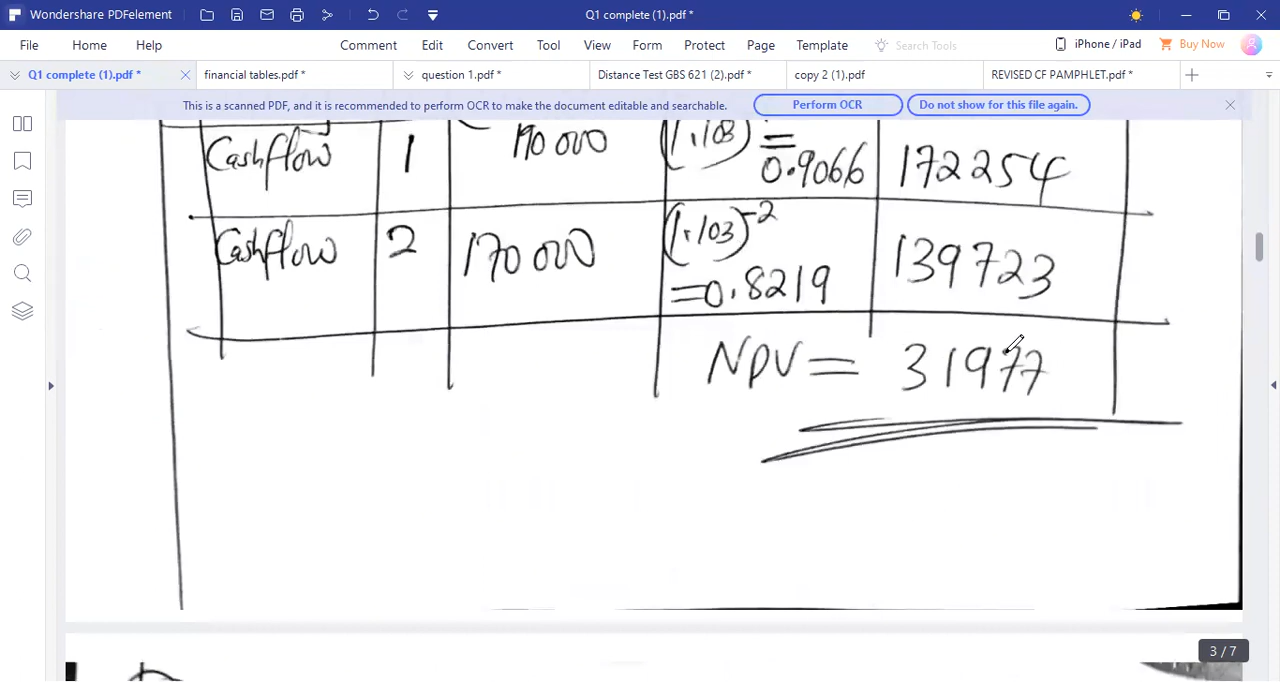 Wondershare PDFelement
Q1 complete (1).pdf *
File Home Help Comment Edit Convert Tool View Form Protect Page Template Search Tools iPhone / iPad Buy Now
Q1 complete (1).pdf * financial tables.pdf * question 1.pdf * Distance Test GBS 621 (2).pdf * copy 2 (1).pdf REVISED CF PAMPHLET.pdf *
This is a scanned PDF, and it is recommended to perform OCR to make the document editable and searchable. Perform OCR Do not show for this file again.
Cashflow 1 190 000 (1.103) = 0.9066 172254
Cashflow 2 170 000 (1.103)-2 =0.8219 139723
NPV = 31977
3 / 7